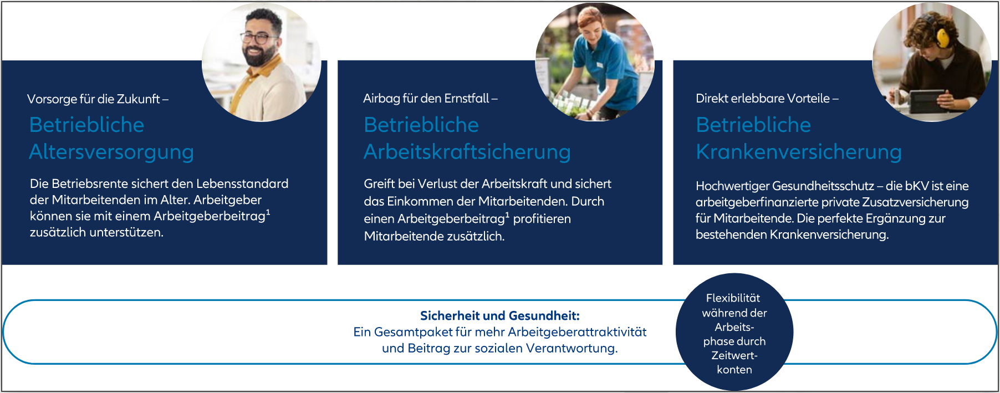 Vorsorge für die Zukunft –
Betriebliche
Altersversorgung
Die Betriebsrente sichert den Lebensstandard
der Mitarbeitenden im Alter. Arbeitgeber
können sie mit einem Arbeitgeberbeitrag¹
zusätzlich unterstützen.
Airbag für den Ernstfall –
Betriebliche
Arbeitskraftsicherung
Greift bei Verlust der Arbeitskraft und sichert
das Einkommen der Mitarbeitenden. Durch
einen Arbeitgeberbeitrag¹ profitieren
Mitarbeitende zusätzlich.
Direkt erlebbare Vorteile –
Betriebliche
Krankenversicherung
Hochwertiger Gesundheitsschutz – die bKV ist eine
arbeitgeberfinanzierte private Zusatzversicherung
für Mitarbeitende. Die perfekte Ergänzung zur
bestehenden Krankenversicherung.
Sicherheit und Gesundheit:
Ein Gesamtpaket für mehr Arbeitgeberattraktivität
und Beitrag zur sozialen Verantwortung.
Flexibilität
während der
Arbeits-
phase durch
Zeitwert-
konten